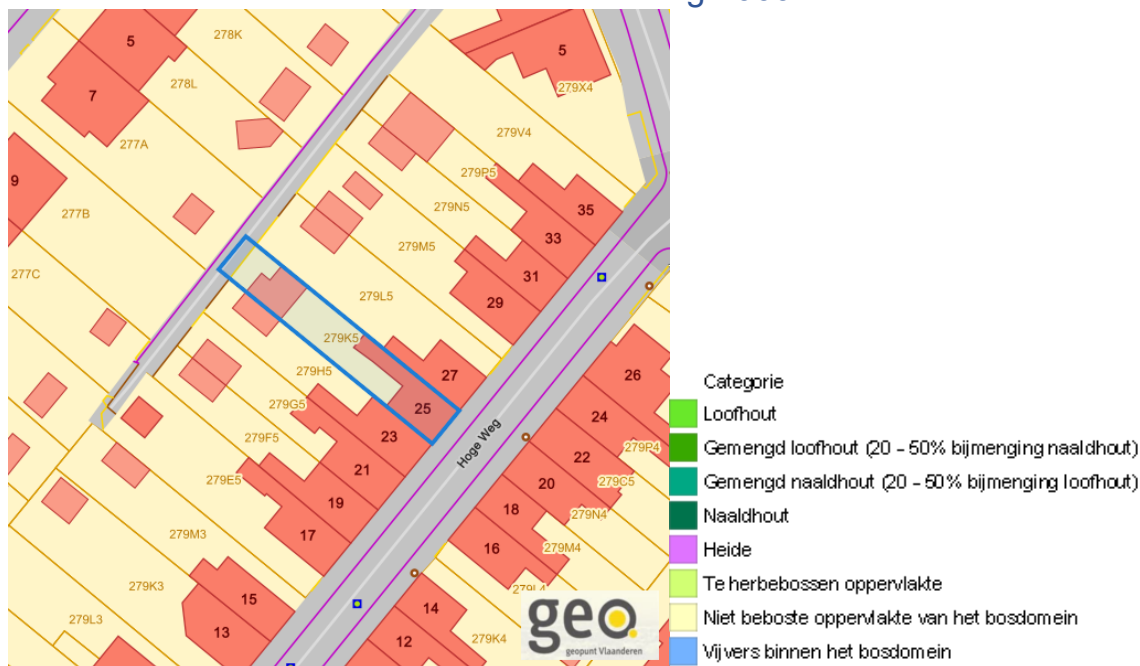 5
278K
278L
7
277A
9
277B
277C
5
279X4
279V4
279P5
279N5
279M5
279L5
279K5
279H5
279G5
279F5
279E5
279M3
279K3
279L3
35
33
31
29
27
25
23
21
19
17
15
13
Hoge Weg
26
24
22
20
18
16
14
12
279P4
279C5
279N4
279M4
279K4
geo
geopunt Vlaanderen
Categorie
Loofhout
Gemengd loofhout (20 - 50% bijmenging naaldhout)
Gemengd naaldhout (20 - 50% bijmenging loofhout)
Naaldhout
Heide
Te herbebossen oppervlakte
Niet beboste oppervlakte van het bosdomein
Vijvers binnen het bosdomein